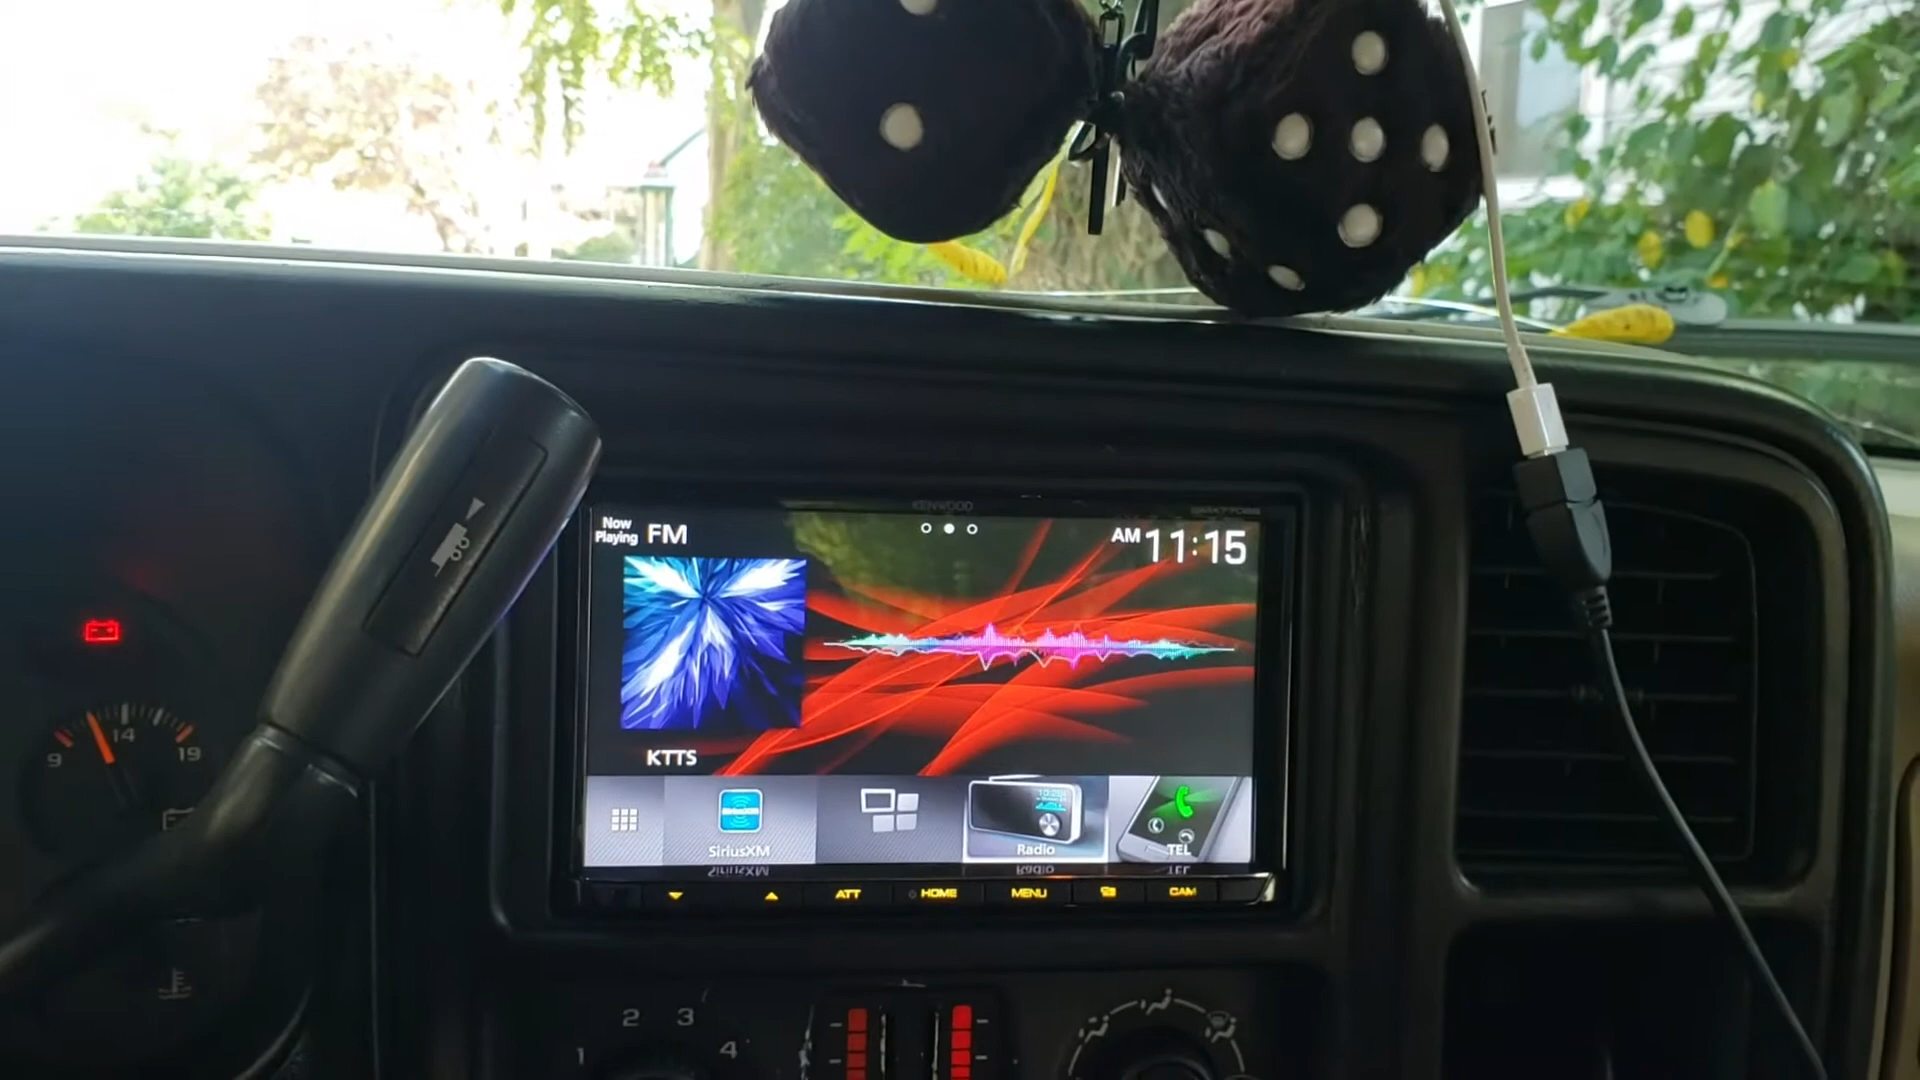 KENWOOD
Now
Playing
FM
AM 11:15
KTTS
SiriusXM
Radio
TEL
ATT
HOME
MENU
CAM
9
14
19
1
2
3
4